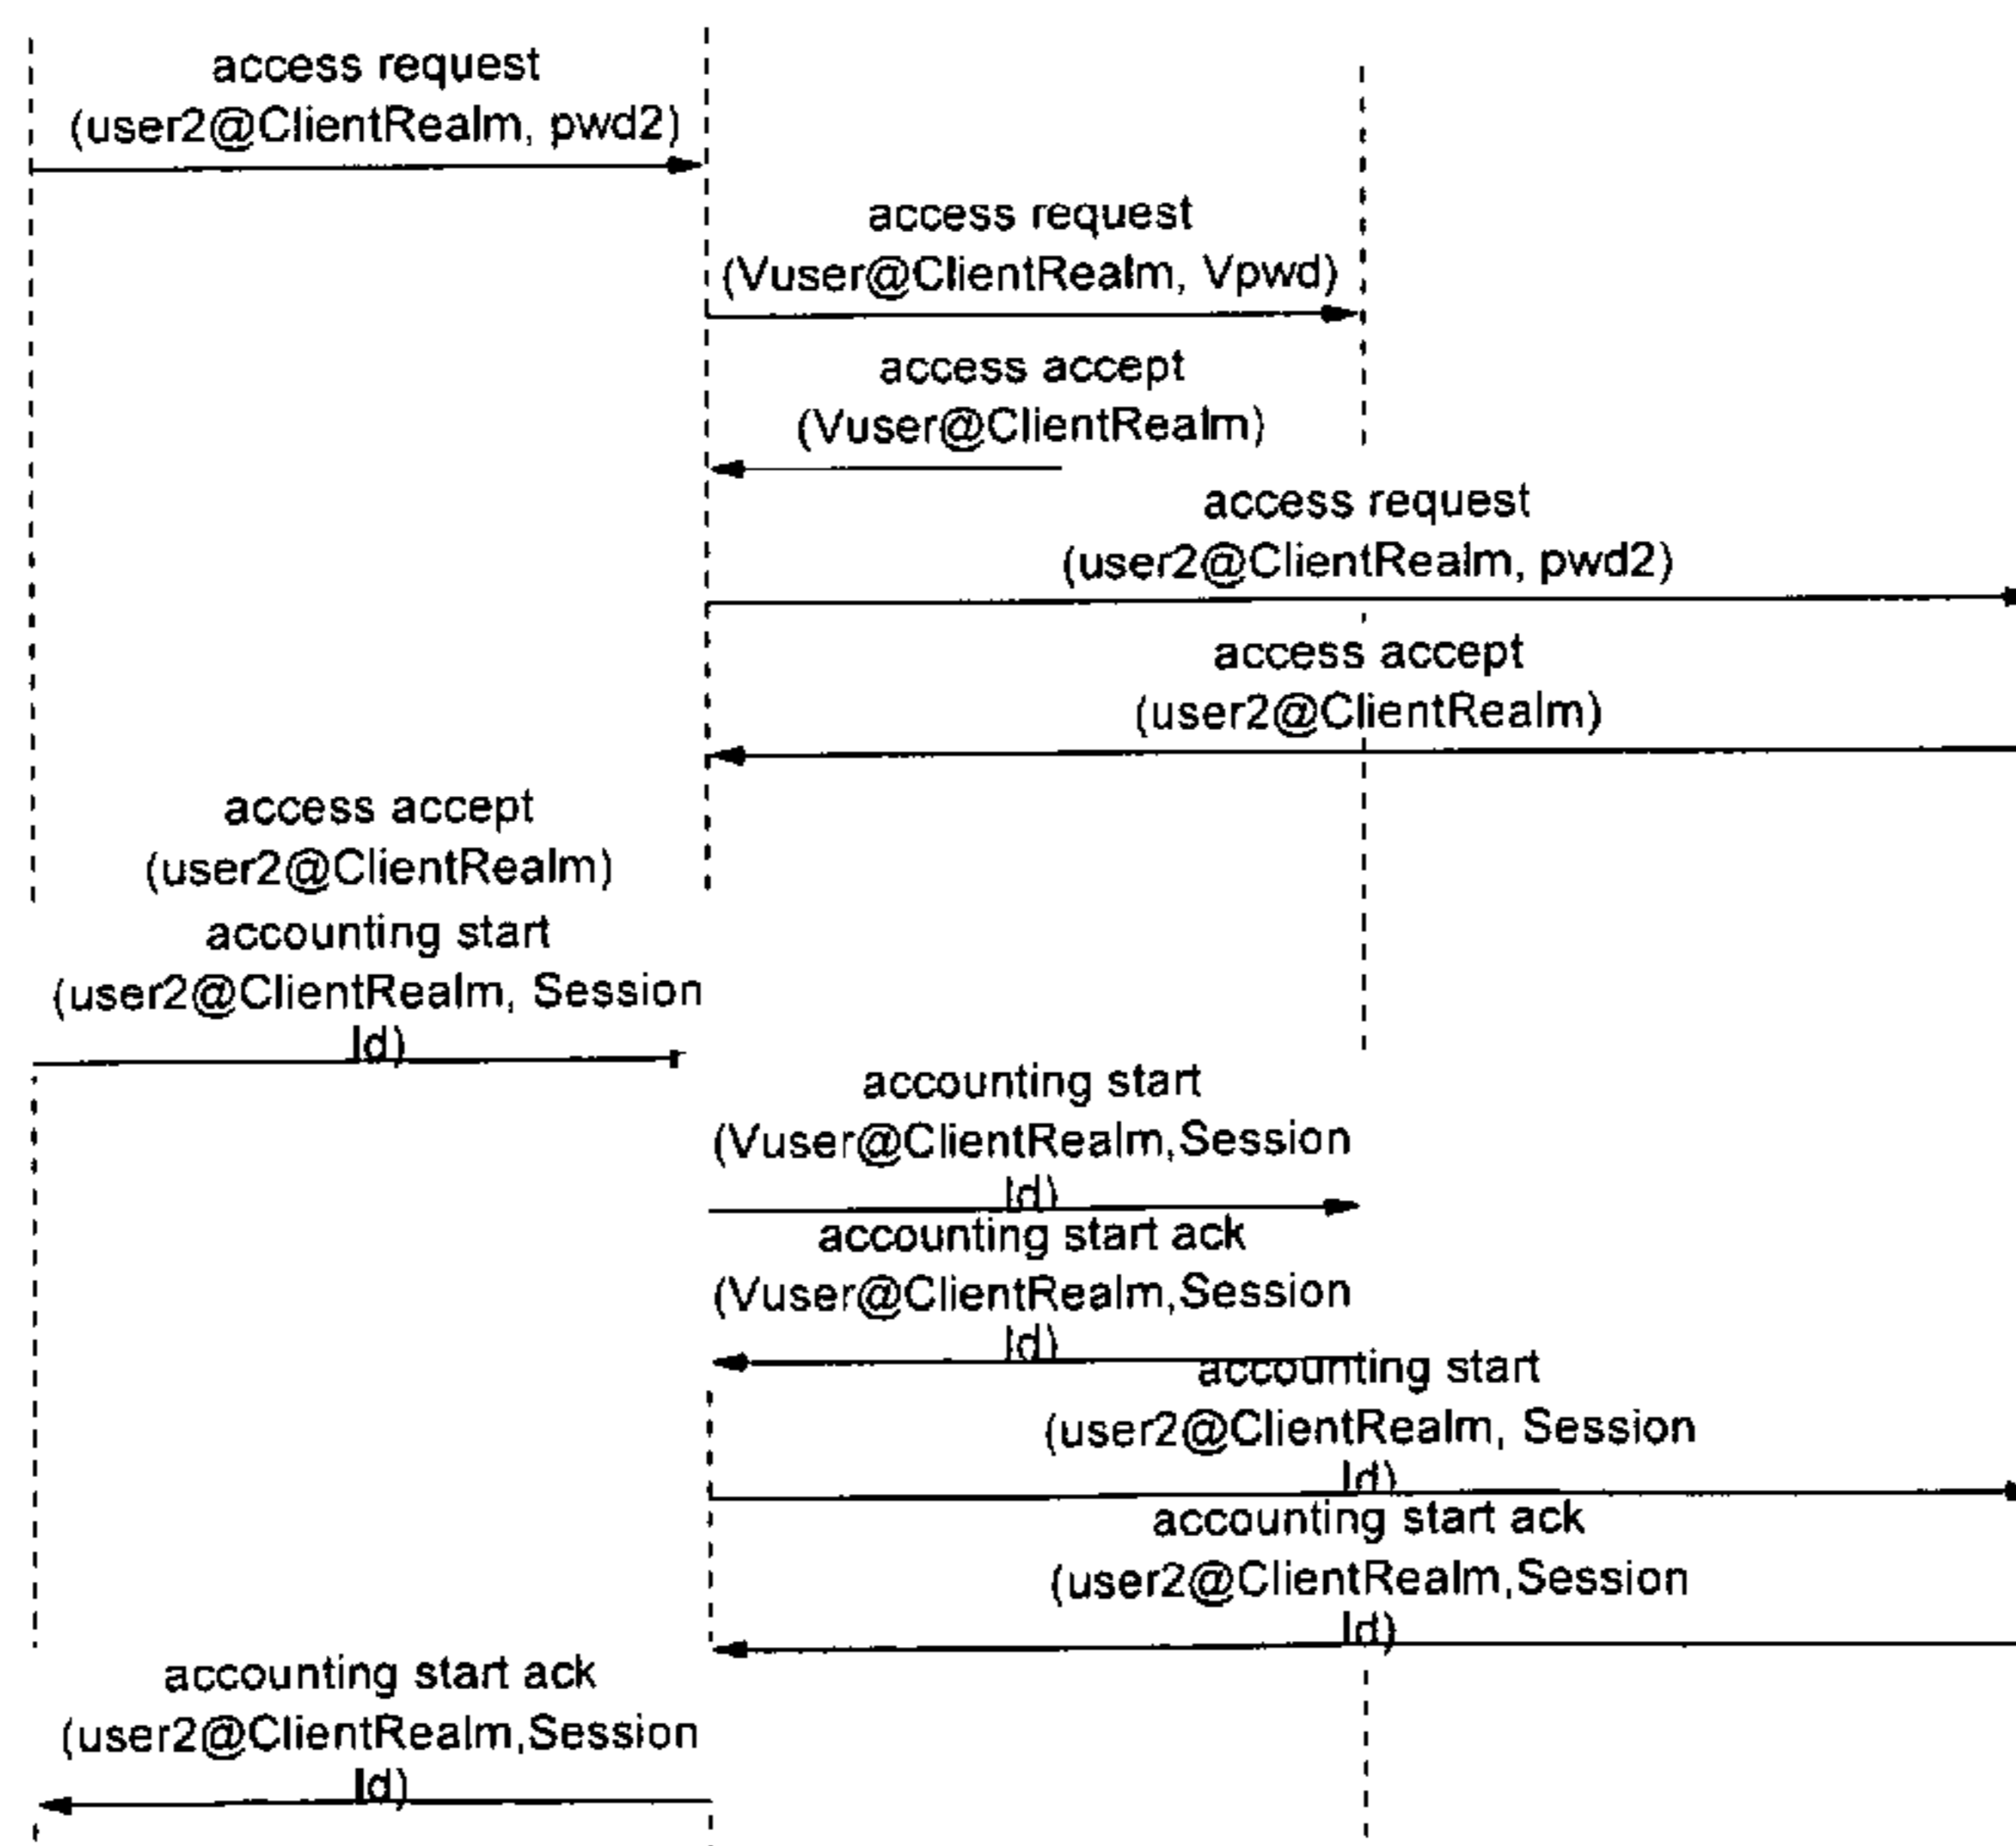 access request
(user2@ClientRealm, pwd2)
access request
(Vuser@ClientRealm, Vpwd)
access accept
(Vuser@ClientRealm)
access request
(user2@ClientRealm, pwd2)
access accept
(user2@ClientRealm)
access accept
(user2@ClientRealm)
accounting start
(user2@ClientRealm, Session
Id)
accounting start
(Vuser@ClientRealm,Session
Id)
accounting start ack
(Vuser@ClientRealm,Session
Id)
accounting start
(user2@ClientRealm, Session
Id)
accounting start ack
(user2@ClientRealm,Session
Id)
accounting start ack
(user2@ClientRealm,Session
Id)